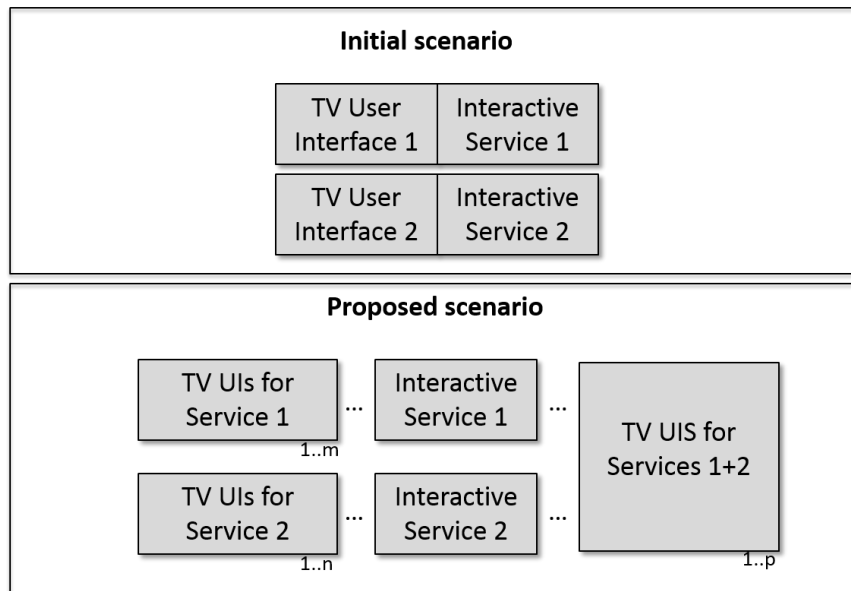 Initial scenario
TV User
Interface 1
Interactive
Service 1
TV User
Interface 2
Interactive
Service 2
Proposed scenario
TV UIs for
Service 1
1..m
...
Interactive
Service 1
...
TV UIS for
Services 1+2
1..p
TV UIs for
Service 2
1..n
...
Interactive
Service 2
...